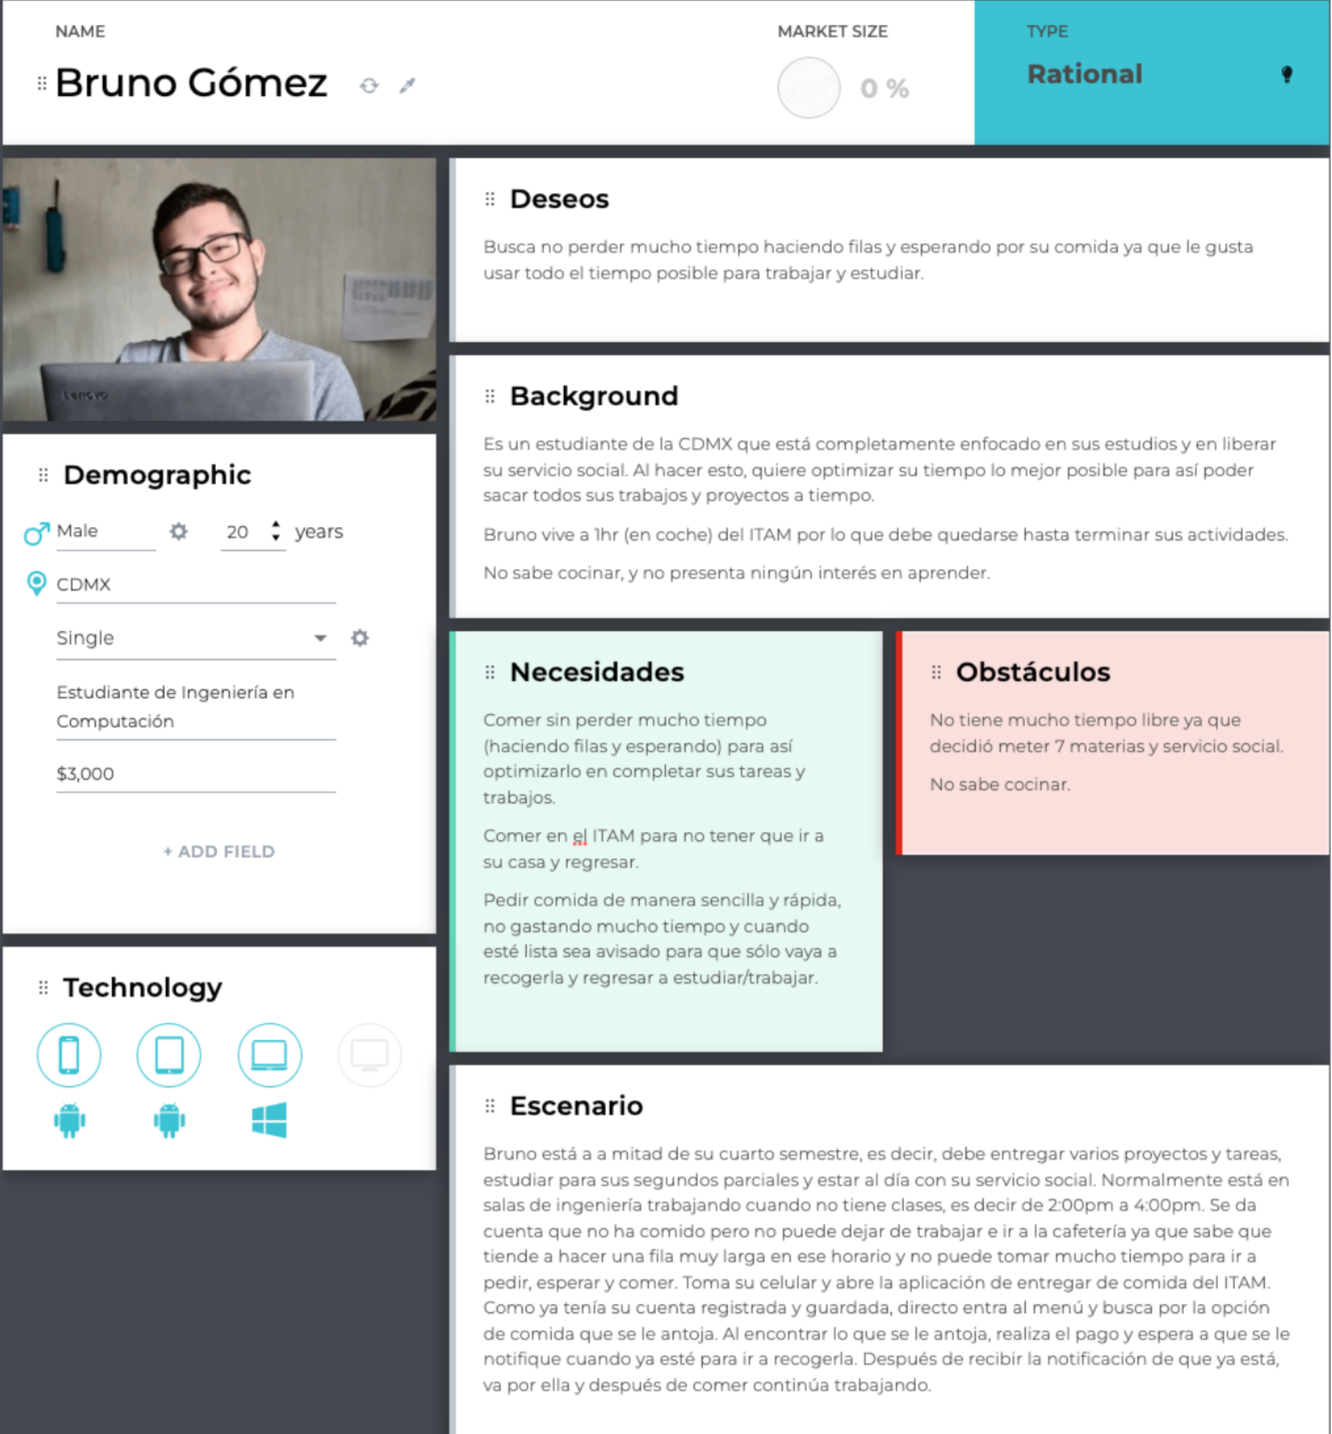 NAME
Bruno Gómez
MARKET SIZE
0 %
TYPE
Rational
Lenovo
Demographic
Male
20 years
CDMX
Single
Estudiante de Ingeniería en
Computación
$3,000
+ ADD FIELD
Technology
Deseos
Busca no perder mucho tiempo haciendo filas y esperando por su comida ya que le gusta
usar todo el tiempo posible para trabajar y estudiar.
Background
Es un estudiante de la CDMX que está completamente enfocado en sus estudios y en liberar
su servicio social. Al hacer esto, quiere optimizar su tiempo lo mejor posible para así poder
sacar todos sus trabajos y proyectos a tiempo.
Bruno vive a 1hr (en coche) del ITAM por lo que debe quedarse hasta terminar sus actividades.
No sabe cocinar, y no presenta ningún interés en aprender.
Necesidades
Comer sin perder mucho tiempo
(haciendo filas y esperando) para así
optimizarlo en completar sus tareas y
trabajos.
Comer en el ITAM para no tener que ir a
su casa y regresar.
Pedir comida de manera sencilla y rápida,
no gastando mucho tiempo y cuando
esté lista sea avisado para que sólo vaya a
recogerla y regresar a estudiar/trabajar.
Obstáculos
No tiene mucho tiempo libre ya que
decidió meter 7 materias y servicio social.
No sabe cocinar.
Escenario
Bruno está a a mitad de su cuarto semestre, es decir, debe entregar varios proyectos y tareas,
estudiar para sus segundos parciales y estar al día con su servicio social. Normalmente está en
salas de ingeniería trabajando cuando no tiene clases, es decir de 2:00pm a 4:00pm. Se da
cuenta que no ha comido pero no puede dejar de trabajar e ir a la cafetería ya que sabe que
tiende a hacer una fila muy larga en ese horario y no puede tomar mucho tiempo para ir a
pedir, esperar y comer. Toma su celular y abre la aplicación de entregar de comida del ITAM.
Como ya tenía su cuenta registrada y guardada, directo entra al menú y busca por la opción
de comida que se le antoja. Al encontrar lo que se le antoja, realiza el pago y espera a que se le
notifique cuando ya esté para ir a recogerla. Después de recibir la notificación de que ya está,
va por ella y después de comer continúa trabajando.